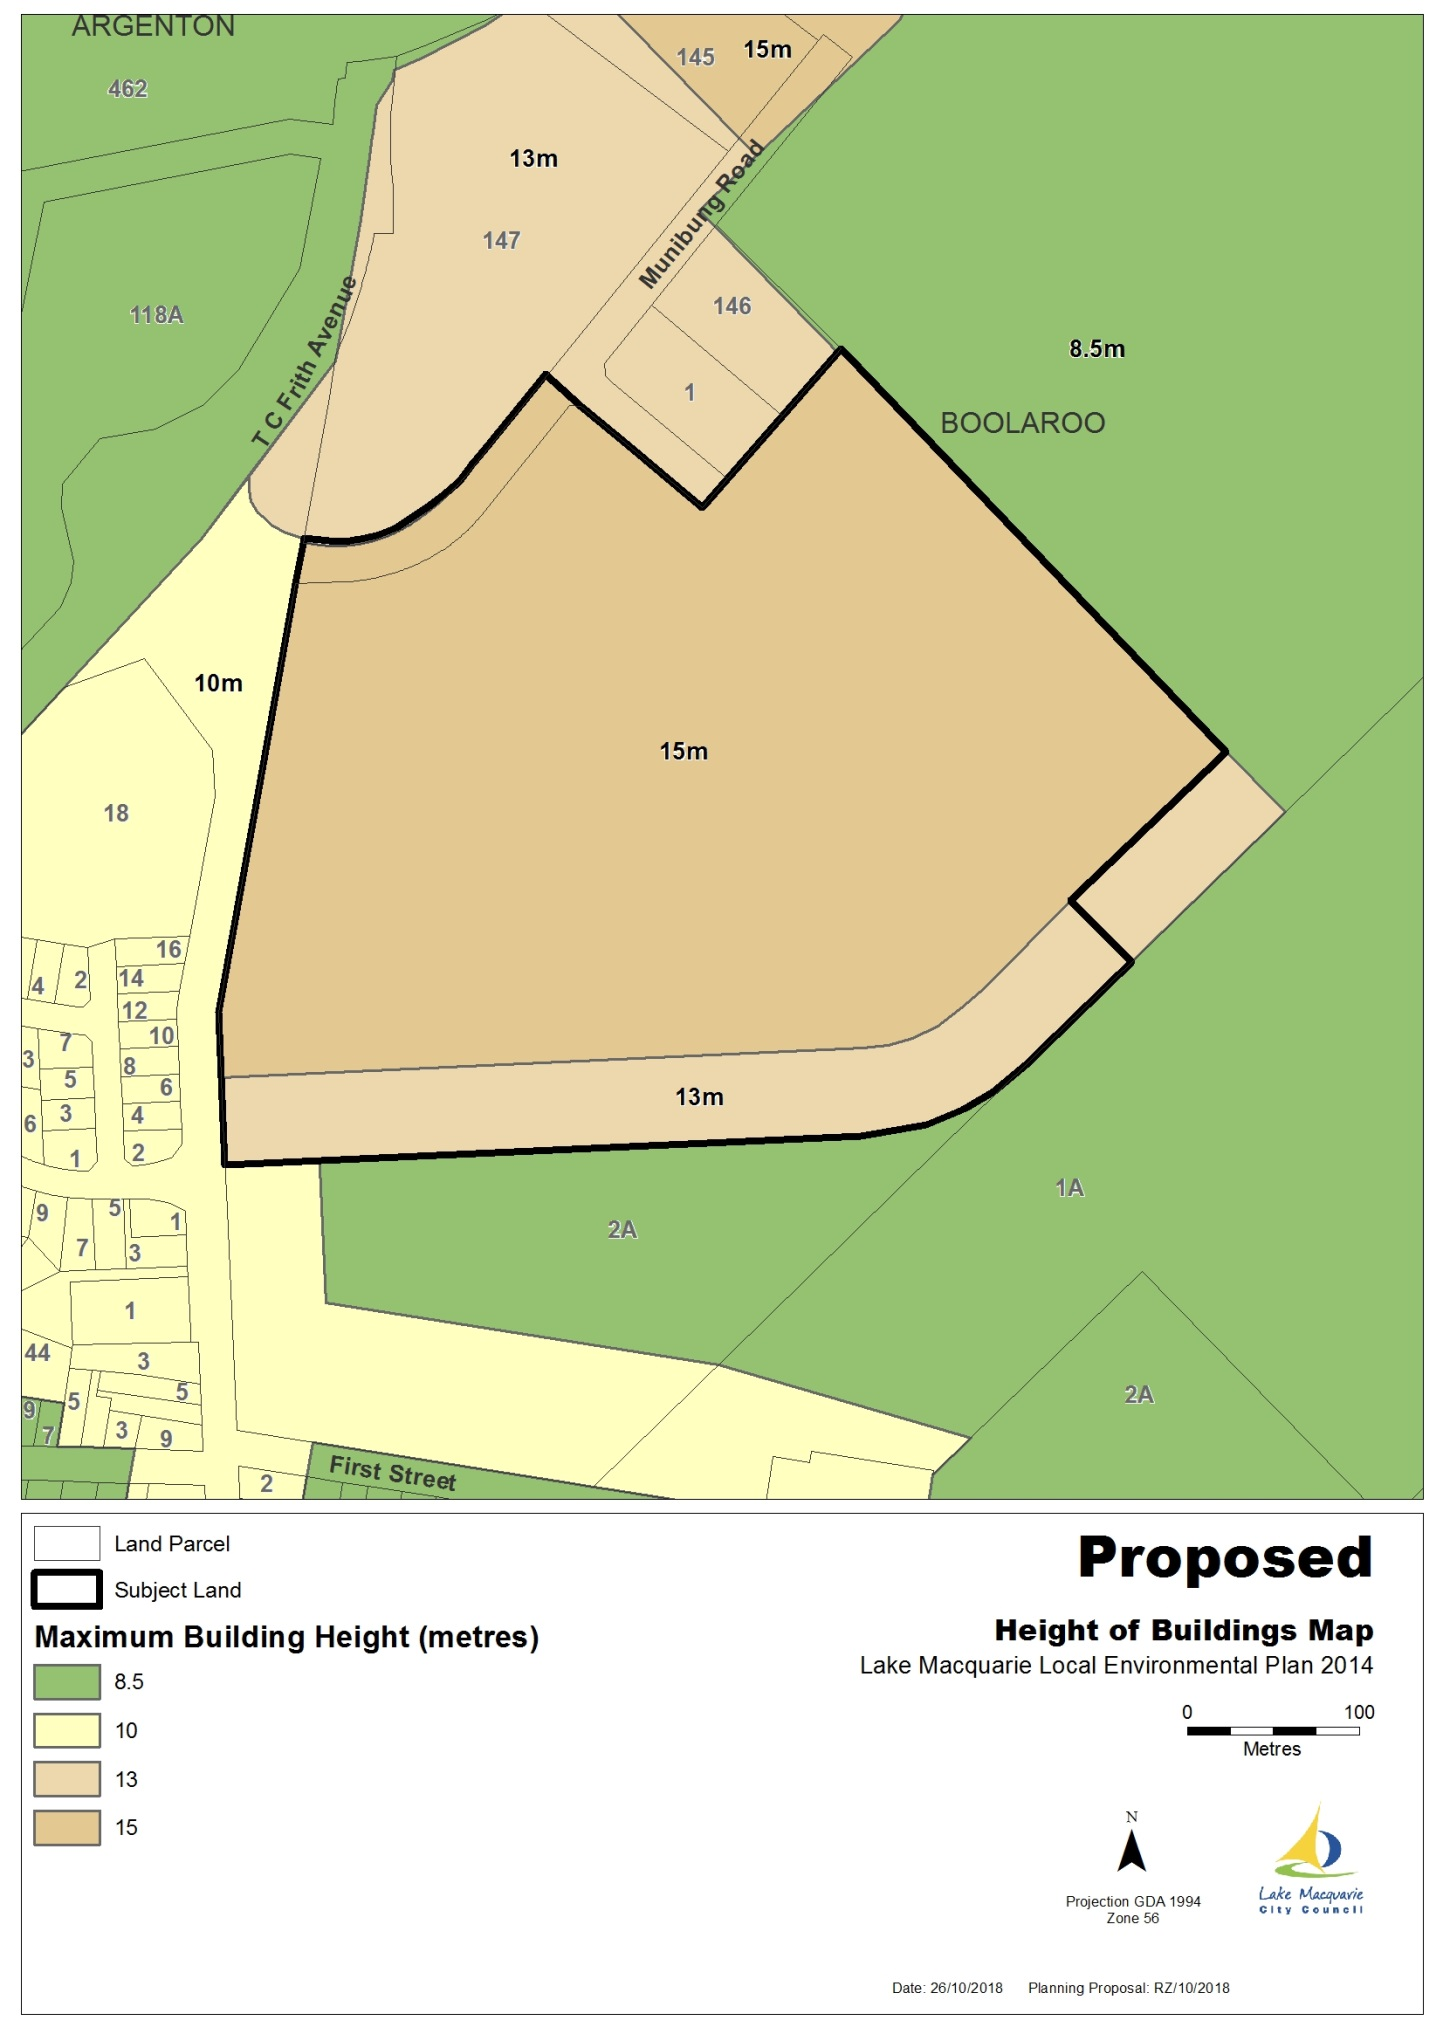 ARGENTON
462
145
15m
13m
147
Munibung Road
118A
T C Frith Avenue
146
1
8.5m
BOOLAROO
10m
15m
18
16
4
2
14
12
10
7
3
8
5
6
3
4
6
1
2
13m
9
5
1
7
3
2A
1A
1
44
3
5
5
9
7
3
9
2A
2
First Street
Land Parcel
Subject Land
Maximum Building Height (metres)
8.5
10
13
15
Proposed
Height of Buildings Map
Lake Macquarie Local Environmental Plan 2014
0 100
Metres
N
Projection GDA 1994
Zone 56
Lake Macquarie
City Council
Date: 26/10/2018 Planning Proposal: RZ/10/2018